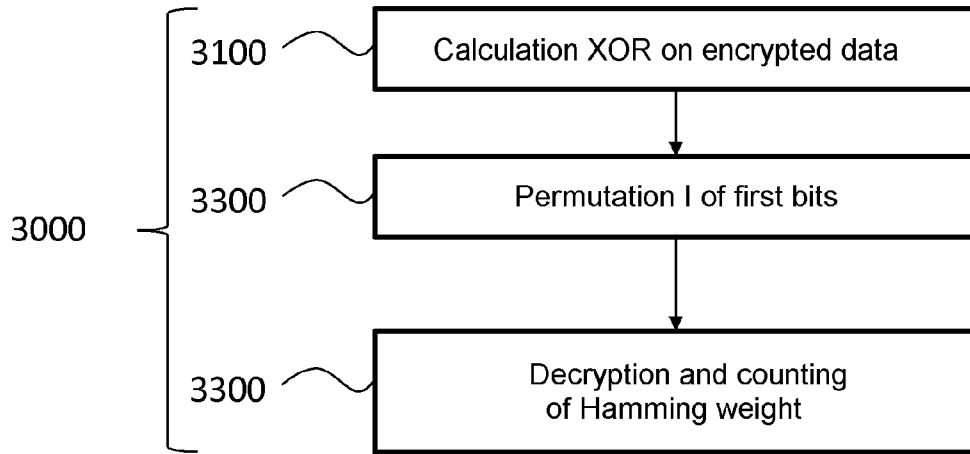 3100 Calculation XOR on encrypted data
3300 Permutation I of first bits
3000
3300 Decryption and counting
of Hamming weight